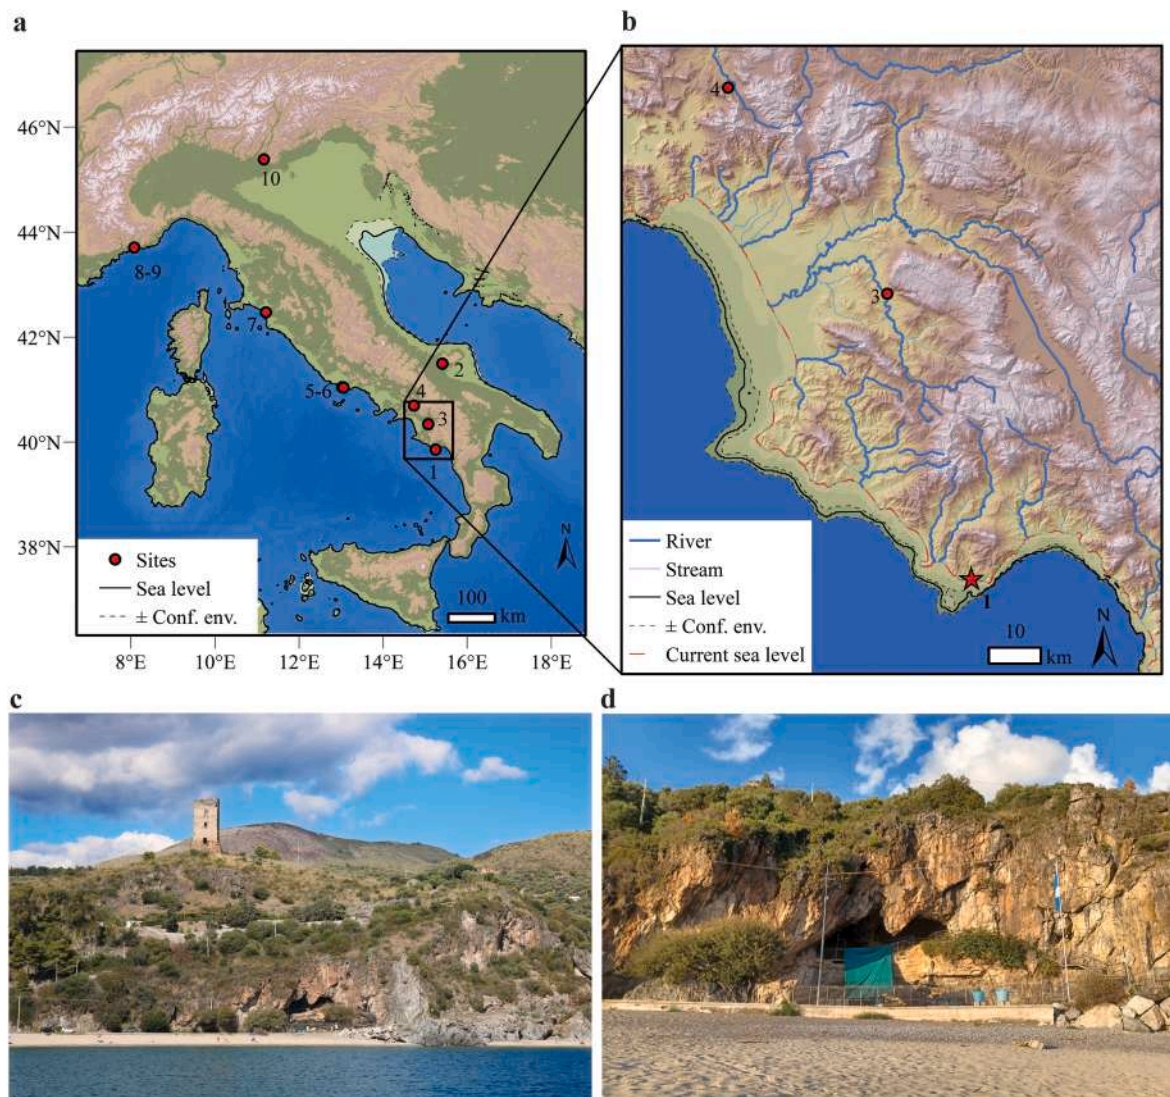 a
46°N
44°N
42°N
40°N
38°N
10
8-9
7
5-6
2
4
3
1
Sites
Sea level
± Conf. env.
N
100
km
8°E
10°E
12°E
14°E
16°E
18°E
b
4
3
1
River
Stream
Sea level
± Conf. env.
Current sea level
10
km
N
c
d